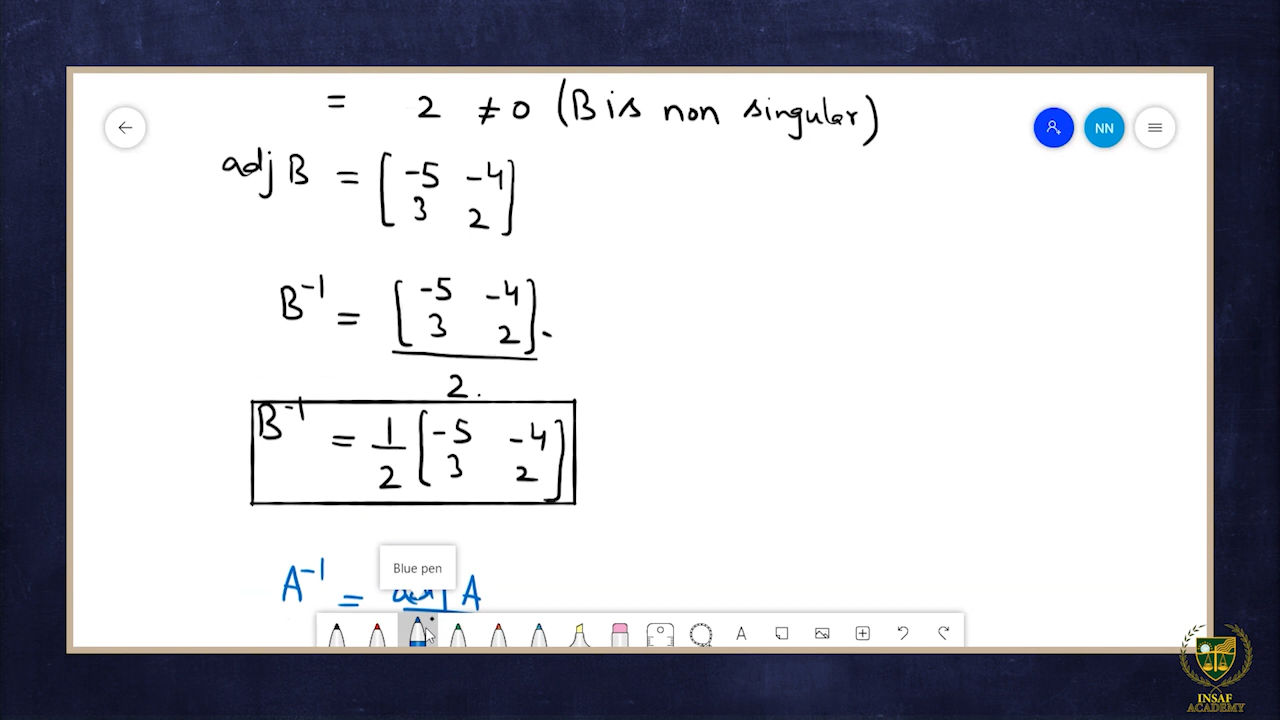 = 2 ≠ 0 (B is non singular)
NN
adj B = [-5 -4
3 2]
B⁻¹ = [-5 -4
3 2].
2.
B⁻¹ = 1/2 [-5 -4
3 2]
Blue pen
A⁻¹ = adj A
A
INSAF
ACADEMY